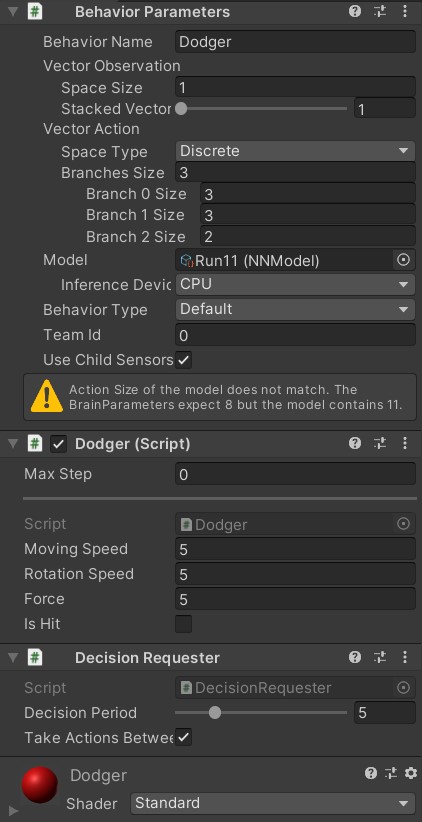 Behavior Parameters
Behavior Name Dodger
Vector Observation
Space Size 1
Stacked Vector 1
Vector Action
Space Type Discrete
Branches Size 3
Branch 0 Size 3
Branch 1 Size 3
Branch 2 Size 2
Model Run11 (NNModel)
Inference Devic CPU
Behavior Type Default
Team Id 0
Use Child Sensors
Action Size of the model does not match. The
BrainParameters expect 8 but the model contains 11.
Dodger (Script)
Max Step 0
Script Dodger
Moving Speed 5
Rotation Speed 5
Force 5
Is Hit
Decision Requester
Script DecisionRequester
Decision Period 5
Take Actions Betwee
Dodger
Shader Standard